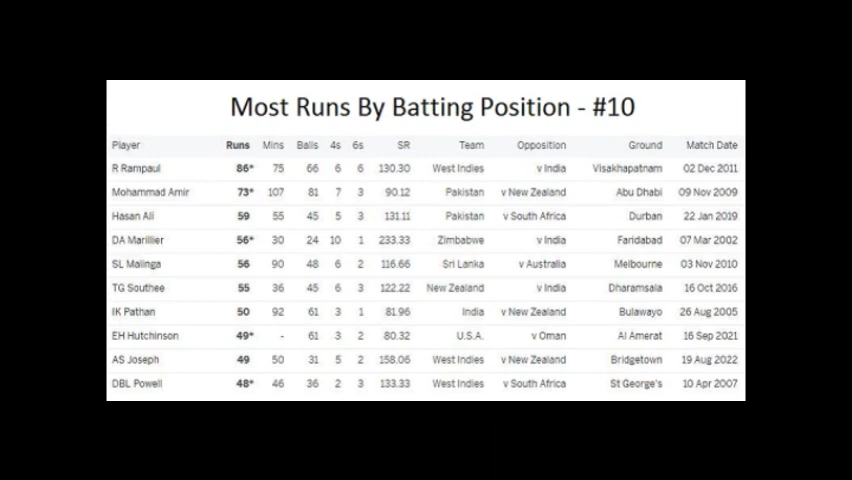 Most Runs By Batting Position - #10
Player Runs Mins Balls 4s 6s SR Team Opposition Ground Match Date
R Rampaul 86* 75 66 6 6 130.30 West Indies v India Visakhapatnam 02 Dec 2011
Mohammad Amir 73* 107 81 7 3 90.12 Pakistan v New Zealand Abu Dhabi 09 Nov 2009
Hasan Ali 59 55 45 5 3 131.11 Pakistan v South Africa Durban 22 Jan 2019
DA Marillier 56* 30 24 10 1 233.33 Zimbabwe v India Faridabad 07 Mar 2002
SL Malinga 56 90 48 6 2 116.66 Sri Lanka v Australia Melbourne 03 Nov 2010
TG Southee 55 36 45 6 3 122.22 New Zealand v India Dharamsala 16 Oct 2016
IK Pathan 50 92 61 3 1 81.96 India v New Zealand Bulawayo 26 Aug 2005
EH Hutchinson 49* - 61 3 2 80.32 U.S.A. v Oman Al Amerat 16 Sep 2021
AS Joseph 49 50 31 5 2 158.06 West Indies v New Zealand Bridgetown 19 Aug 2022
DBL Powell 48* 46 36 2 3 133.33 West Indies v South Africa St George's 10 Apr 2007